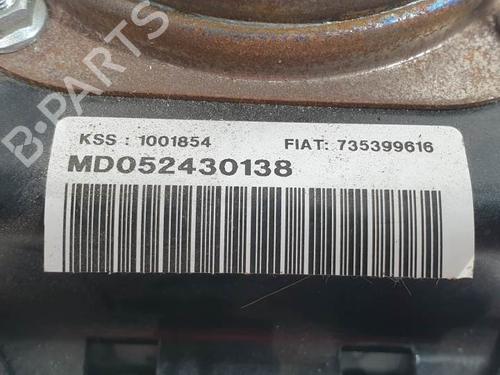 B-PARTS
KSS : 1001854 FIAT: 735399616
MD052430138